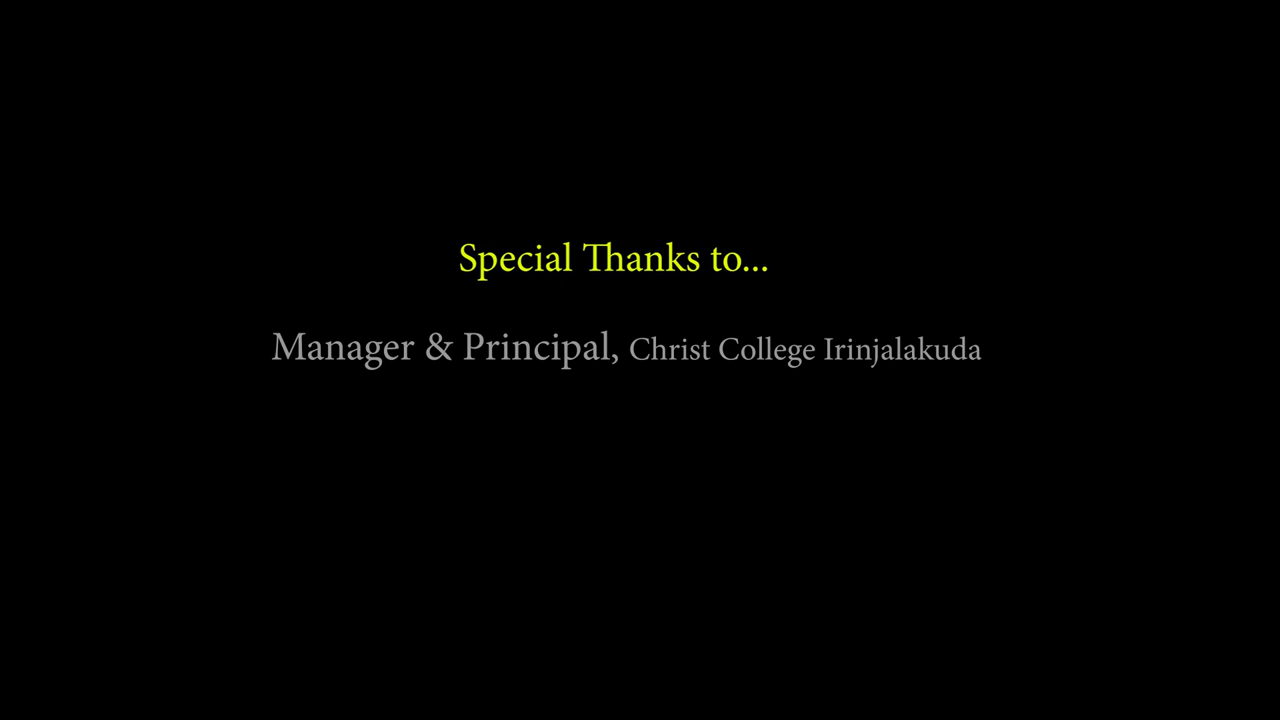 Special Thanks to...
Manager & Principal, Christ College Irinjalakuda